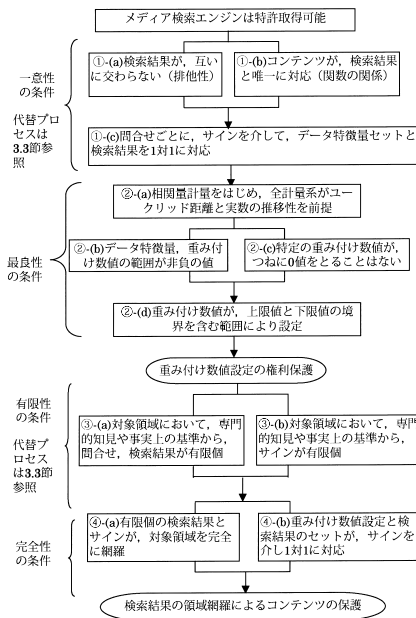 メディア検索エンジンは特許取得可能
一意性
の条件
代替プロ
セスは
3.3節参
照
①-(a)検索結果が，互い
に交わらない（排他性）
①-(b)コンテンツが，検索結果
と唯一に対応（関数の関係）
①-(c)問合せごとに，サインを介して，データ特徴量セットと
検索結果を1対1に対応
最良性
の条件
②-(a)相関量計量をはじめ，全計量系がユー
クリッド距離と実数の推移性を前提
②-(b)データ特徴量，重み付
け数値の範囲が非負の値
②-(c)特定の重み付け数値が，
つねに0値をとることはない
②-(d)重み付け数値が，上限値と下限値の境
界を含む範囲により設定
重み付け数値設定の権利保護
有限性
の条件
代替プ
ロセス
は3.3節
参照
③-(a)対象領域において，専門
的知見や事実上の基準から，
問合せ，検索結果が有限個
③-(b)対象領域において，専門
的知見や事実上の基準から，
サインが有限個
完全性
の条件
④-(a)有限個の検索結果と
サインが，対象領域を完全
に網羅
④-(b)重み付け数値設定と検
索結果のセットが，サインを
介し1対1に対応
検索結果の領域網羅によるコンテンツの保護